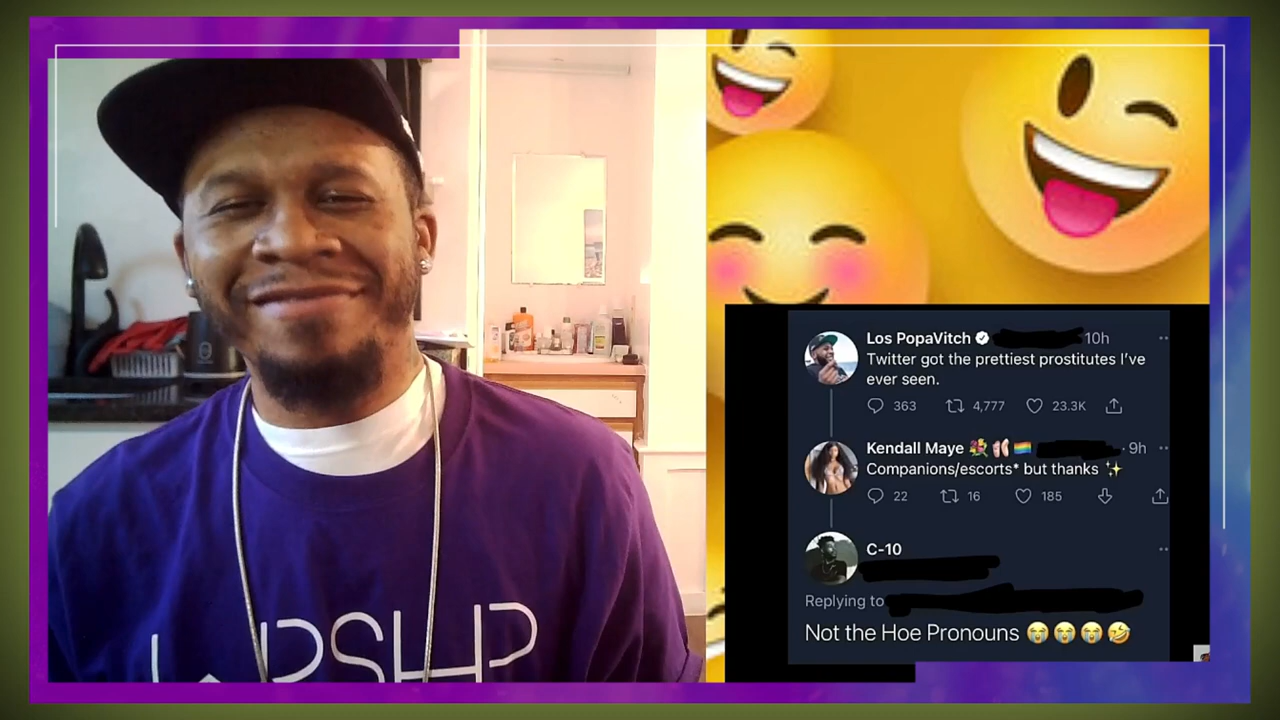 WRSHP
Los PopaVitch 10h
Twitter got the prettiest prostitutes I've
ever seen.
363 4,777 23.3K
Kendall Maye 💐👣🏳️‍🌈 · 9h
Companions/escorts* but thanks ✨
22 16 185
C-10
Replying to
Not the Hoe Pronouns 😭😭😭🤣